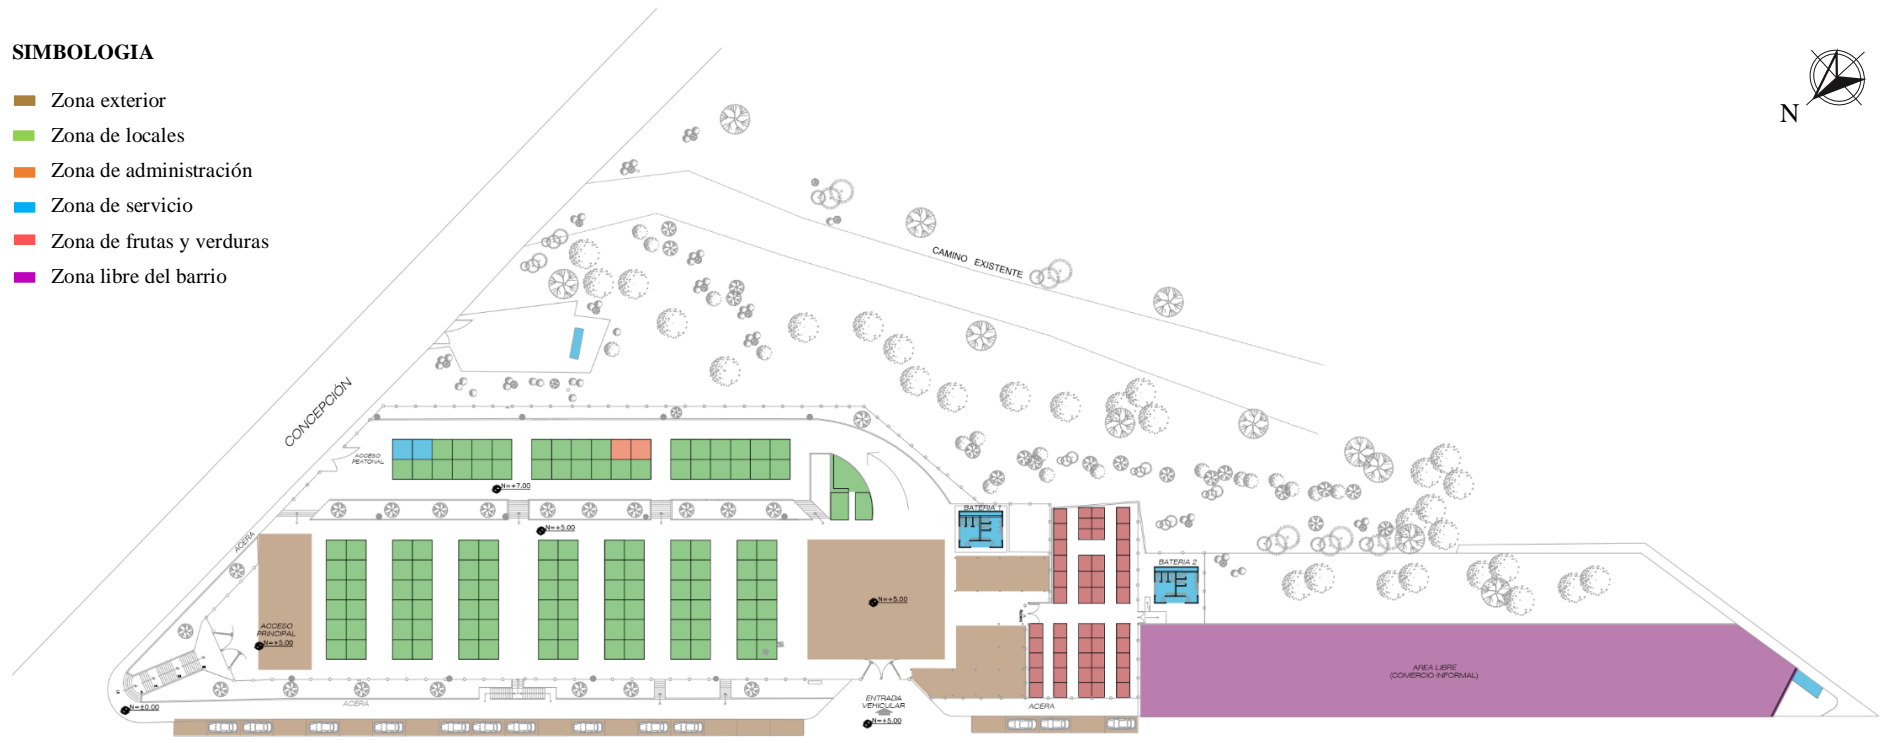 SIMBOLOGIA
Zona exterior
Zona de locales
Zona de administración
Zona de servicio
Zona de frutas y verduras
Zona libre del barrio
N
CAMINO EXISTENTE
CONCEPCIÓN
ACCESO
PEATONAL
N=+7.00
N=+5.00
ACERA
BATERIA 1
BATERIA 2
N=+5.00
ACCESO
PRINCIPAL
N=+5.00
AREA LIBRE
(COMERCIO INFORMAL)
ACERA
N=±0.00
ENTRADA
VEHICULAR
N=+5.00
ACERA